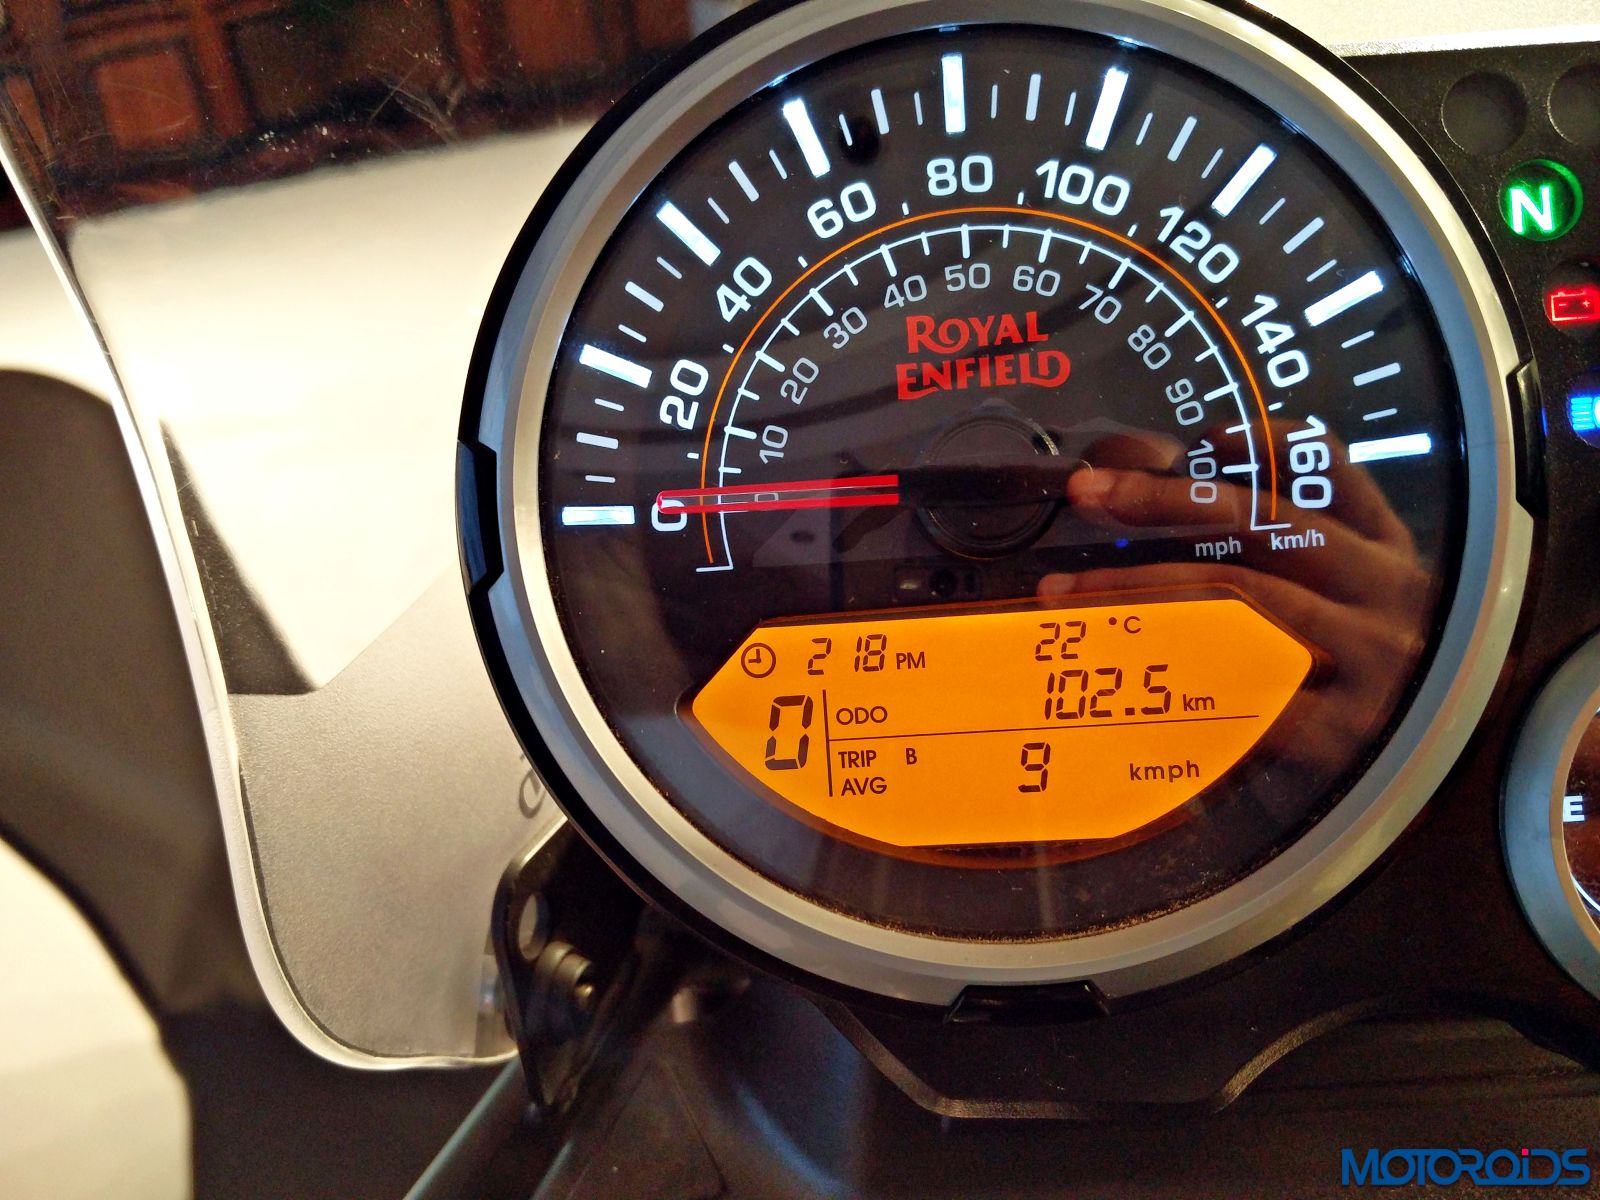 0 20 40 60 80 100 120 140 160
0 10 20 30 40 50 60 70 80 90 100
ROYAL
ENFIELD
mph km/h
N
2 18 PM 22 °C
0 ODO 102.5 km
TRIP B 9 kmph
AVG
E
MOTOROIDS